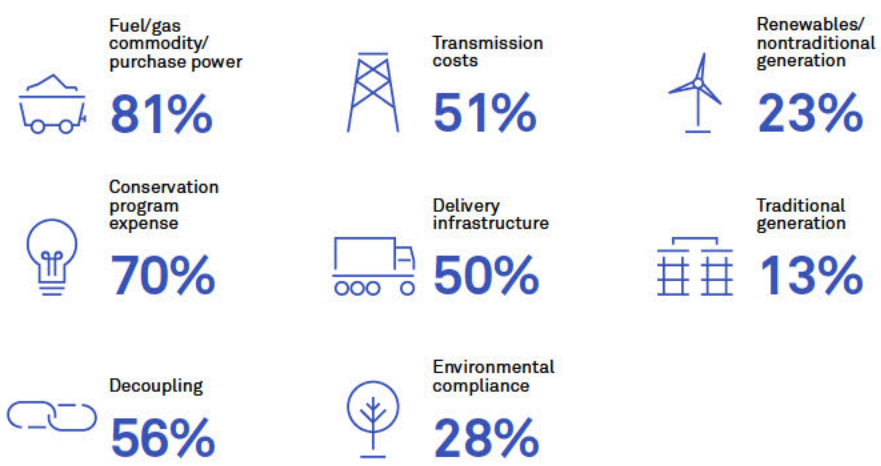 Fuel/gas
commodity/
purchase power
81%
Conservation
program
expense
70%
Decoupling
56%
Transmission
costs
51%
Delivery
infrastructure
50%
Environmental
compliance
28%
Renewables/
nontraditional
generation
23%
Traditional
generation
13%